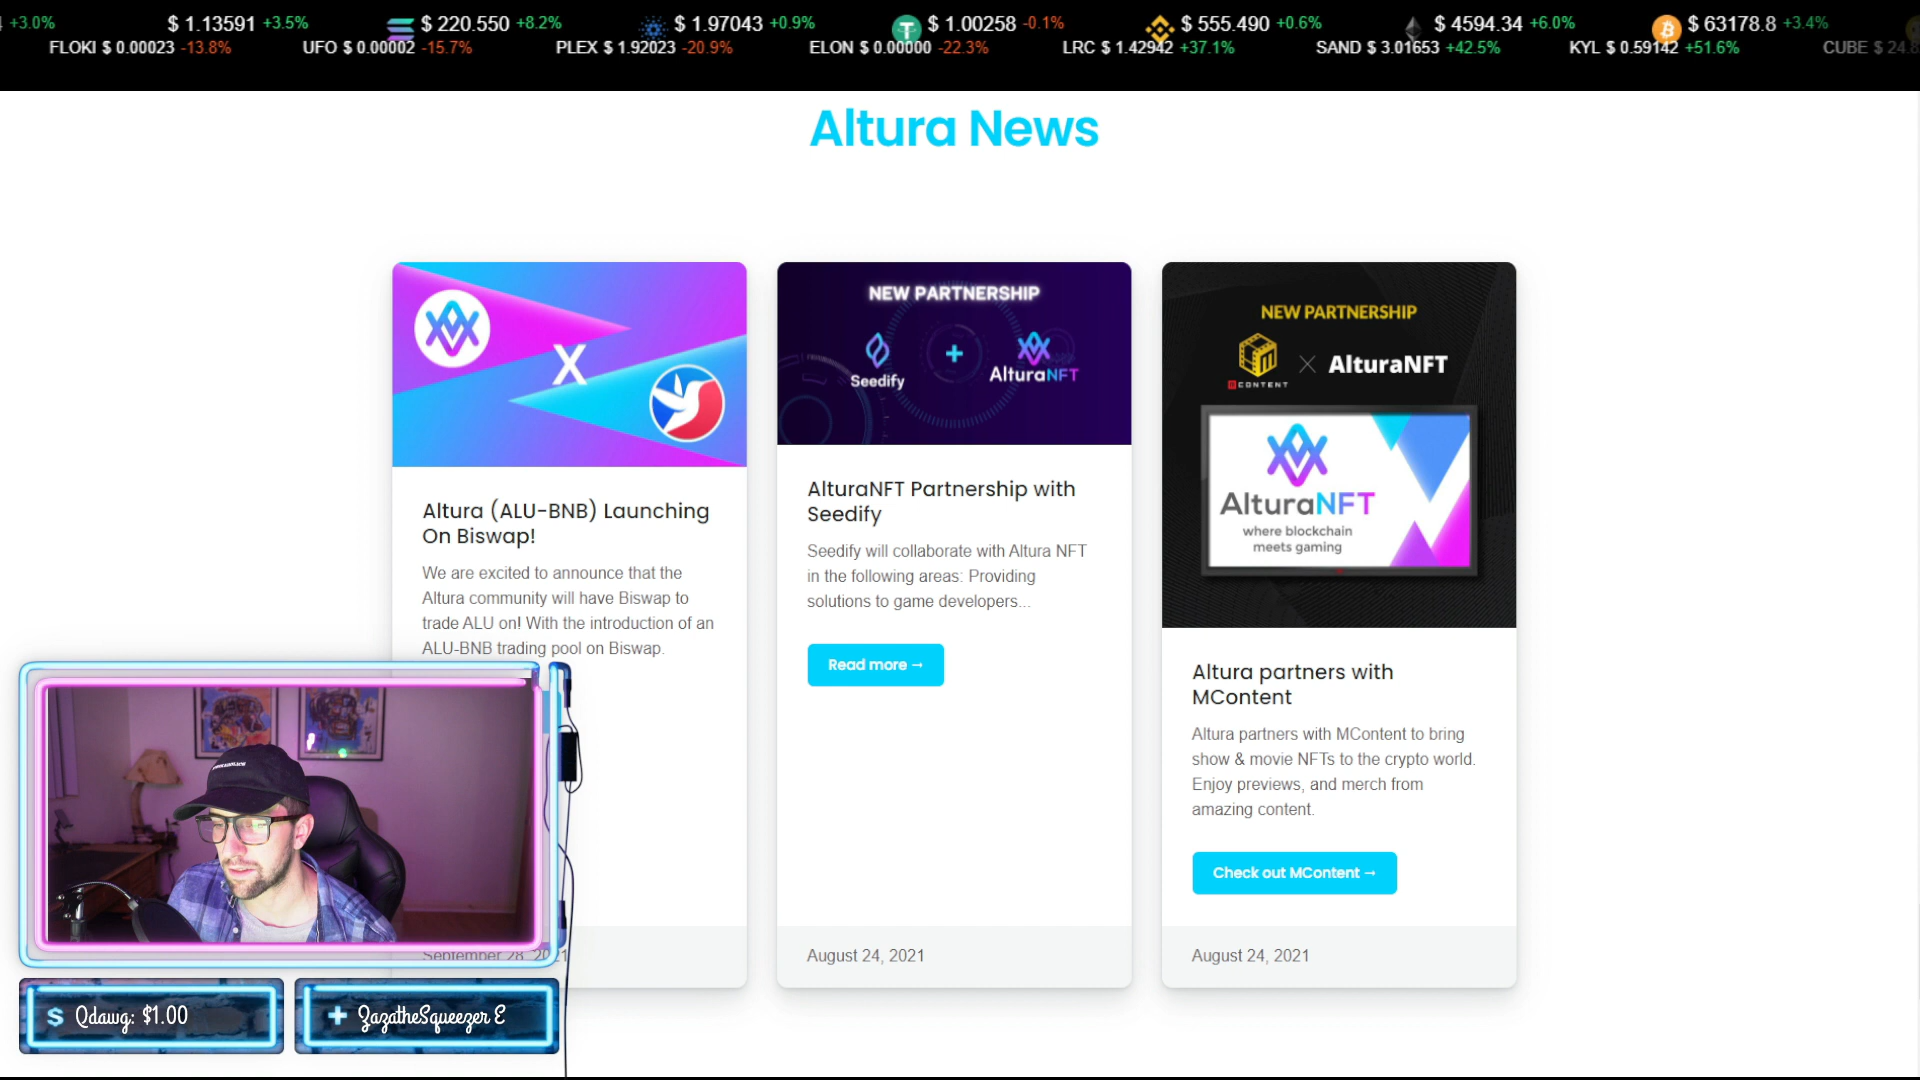 +3.0% $ 1.13591 +3.5% $ 220.550 +8.2% $ 1.97043 +0.9% $ 1.00258 -0.1% $ 555.490 +0.6% $ 4594.34 +6.0% $ 63178.8 +3.4%
FLOKI $ 0.00023 -13.8% UFO $ 0.00002 -15.7% PLEX $ 1.92023 -20.9% ELON $ 0.00000 -22.3% LRC $ 1.42942 +37.1% SAND $ 3.01653 +42.5% KYL $ 0.59142 +51.6% CUBE $ 24.8
Altura News
X
Altura (ALU-BNB) Launching
On Biswap!
We are excited to announce that the
Altura community will have Biswap to
trade ALU on! With the introduction of an
ALU-BNB trading pool on Biswap.
September 28, 2021
NEW PARTNERSHIP
Seedify + AlturaNFT
AlturaNFT Partnership with
Seedify
Seedify will collaborate with Altura NFT
in the following areas: Providing
solutions to game developers...
Read more →
August 24, 2021
NEW PARTNERSHIP
MCONTENT X AlturaNFT
AlturaNFT
where blockchain
meets gaming
Altura partners with
MContent
Altura partners with MContent to bring
show & movie NFTs to the crypto world.
Enjoy previews, and merch from
amazing content.
Check out MContent →
August 24, 2021
$ Qdawg: $1.00
+ ZazatheSqueezer E